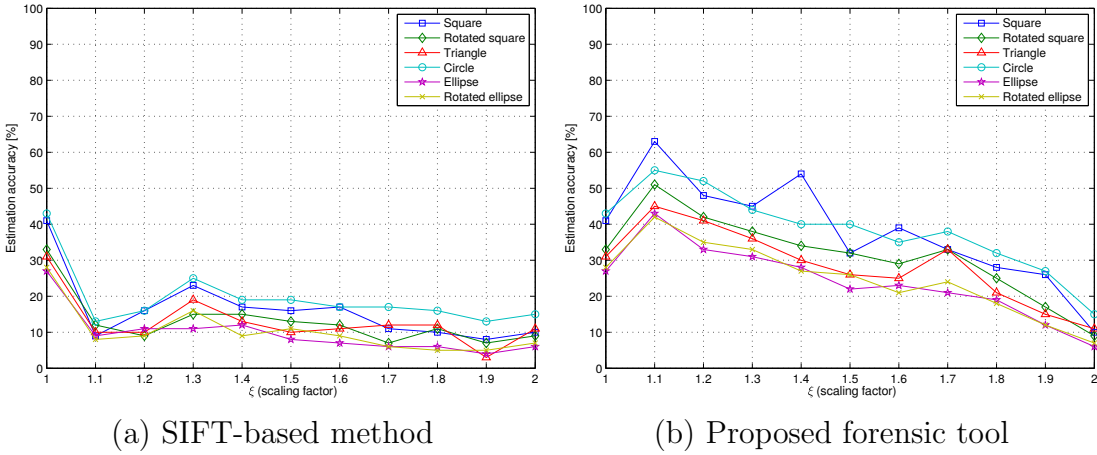 100
90
80
70
60
50
40
30
20
10
0
Estimation accuracy [%]
Square
Rotated square
Triangle
Circle
Ellipse
Rotated ellipse
1 1.1 1.2 1.3 1.4 1.5 1.6 1.7 1.8 1.9 2
ξ (scaling factor)
(a) SIFT-based method
100
90
80
70
60
50
40
30
20
10
0
Estimation accuracy [%]
Square
Rotated square
Triangle
Circle
Ellipse
Rotated ellipse
1 1.1 1.2 1.3 1.4 1.5 1.6 1.7 1.8 1.9 2
ξ (scaling factor)
(b) Proposed forensic tool